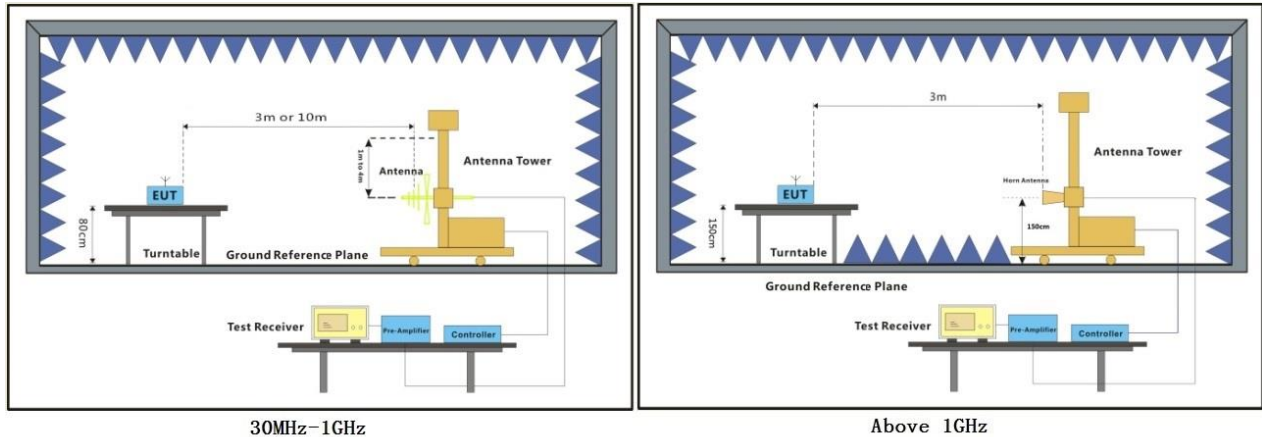 3m or 10m
1m to 4m
Antenna
Antenna Tower
EUT
80cm
Turntable
Ground Reference Plane
Test Receiver
Pre-Amplifier
Controller
30MHz-1GHz
3m
Antenna Tower
Horn Antenna
EUT
150cm
150cm
Turntable
Ground Reference Plane
Test Receiver
Pre-Amplifier
Controller
Above 1GHz